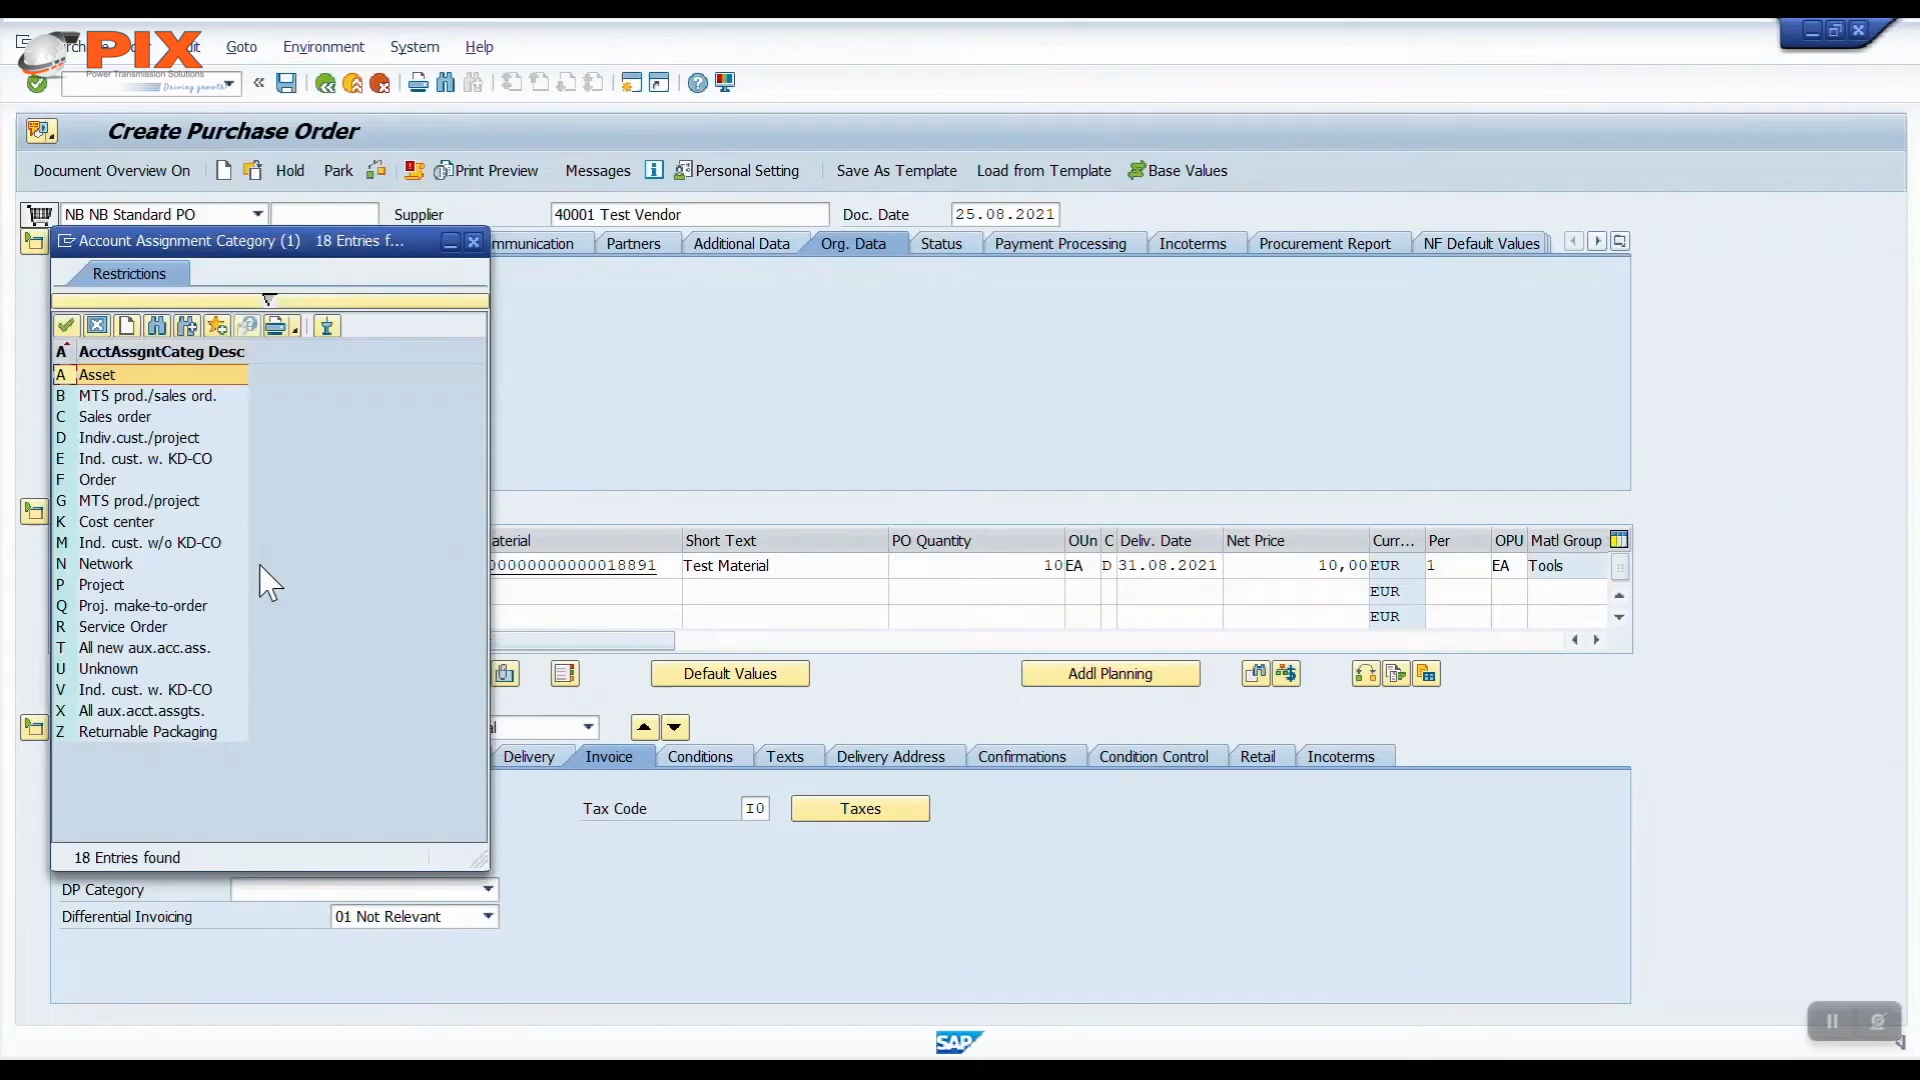 PIX
Power Transmission Solutions
Driving growth
Goto Environment System Help
Create Purchase Order
Document Overview On Hold Park Print Preview Messages Personal Setting Save As Template Load from Template Base Values
NB NB Standard PO Supplier 40001 Test Vendor Doc. Date 25.08.2021
Account Assignment Category (1) 18 Entries f...
Partners Additional Data Org. Data Status Payment Processing Incoterms Procurement Report NF Default Values
Restrictions
A AcctAssgntCateg Desc
A Asset
B MTS prod./sales ord.
C Sales order
D Indiv.cust./project
E Ind. cust. w. KD-CO
F Order
G MTS prod./project
K Cost center
M Ind. cust. w/o KD-CO
N Network
P Project
Q Proj. make-to-order
R Service Order
T All new aux.acc.ass.
U Unknown
V Ind. cust. w. KD-CO
X All aux.acct.assgts.
Z Returnable Packaging
18 Entries found
aterial Short Text PO Quantity OUn C Deliv. Date Net Price Curr... Per OPU Matl Group
00000000000018891 Test Material 10 EA D 31.08.2021 10,00 EUR 1 EA Tools
EUR
EUR
Default Values Addl Planning
Delivery Invoice Conditions Texts Delivery Address Confirmations Condition Control Retail Incoterms
Tax Code I0 Taxes
DP Category
Differential Invoicing 01 Not Relevant
SAP